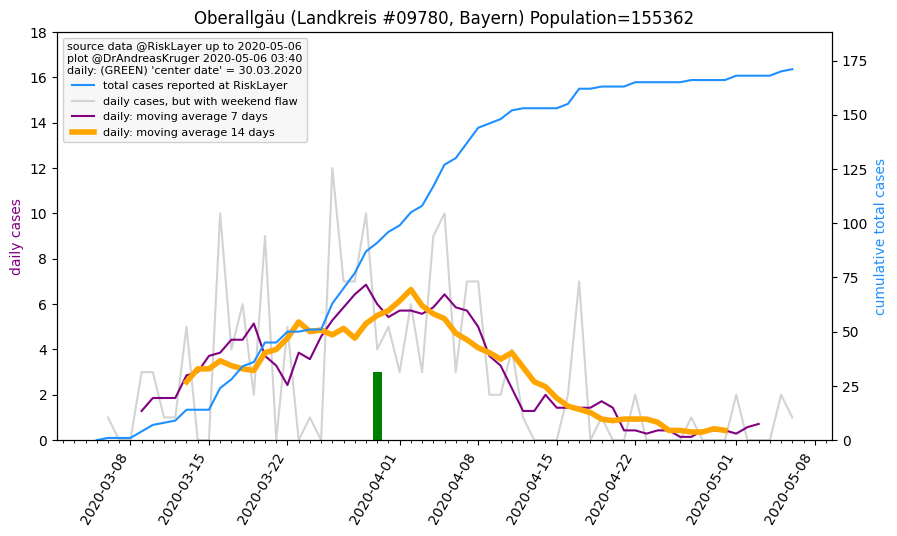 Oberallgäu (Landkreis #09780, Bayern) Population=155362
source data @RiskLayer up to 2020-05-06
plot @DrAndreasKruger 2020-05-06 03:40
daily: (GREEN) 'center date' = 30.03.2020
total cases reported at RiskLayer
daily cases, but with weekend flaw
daily: moving average 7 days
daily: moving average 14 days
daily cases
18
16
14
12
10
8
6
4
2
0
cumulative total cases
175
150
125
100
75
50
25
0
2020-03-08
2020-03-15
2020-03-22
2020-04-01
2020-04-08
2020-04-15
2020-04-22
2020-05-01
2020-05-08